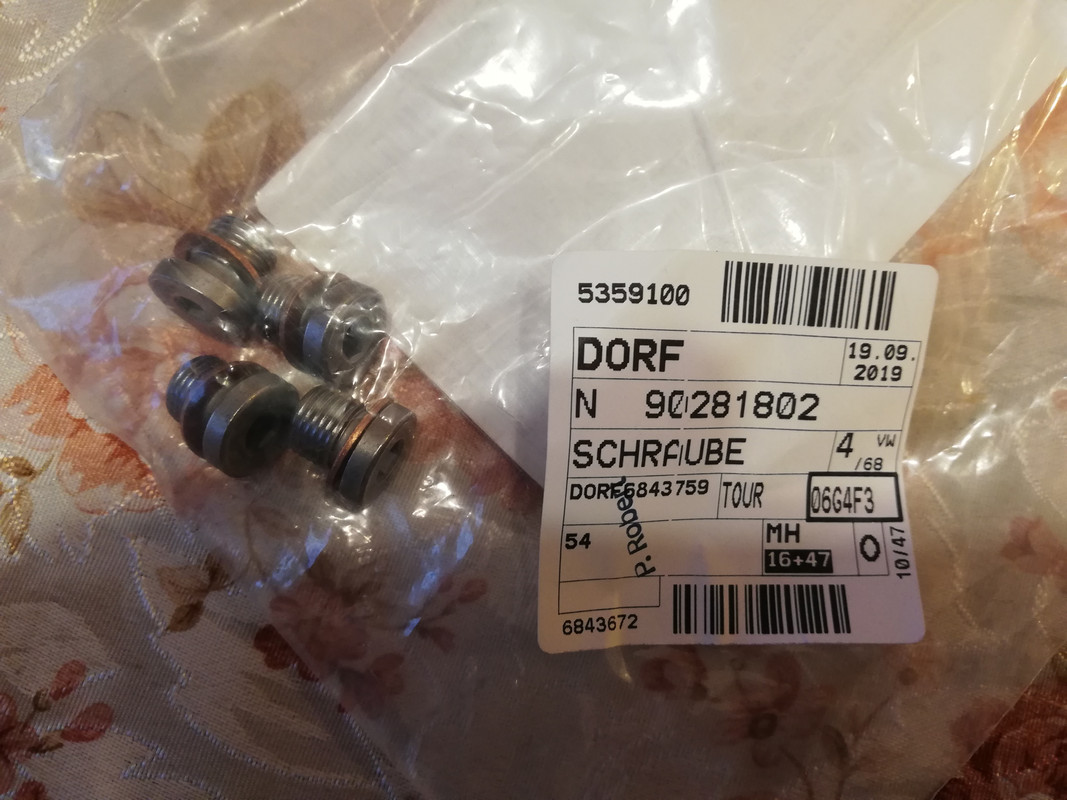 5359100
DORF 19.09.
2019
N 90281802
SCHRAUBE 4 VW
/68
DORF6843759 TOUR 06G4F3
P. Robert
54 MH 0 10/47
16+47
6843672